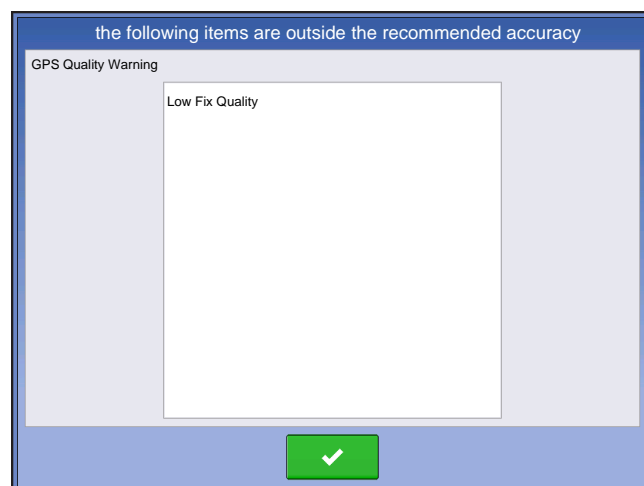 the following items are outside the recommended accuracy
GPS Quality Warning
Low Fix Quality